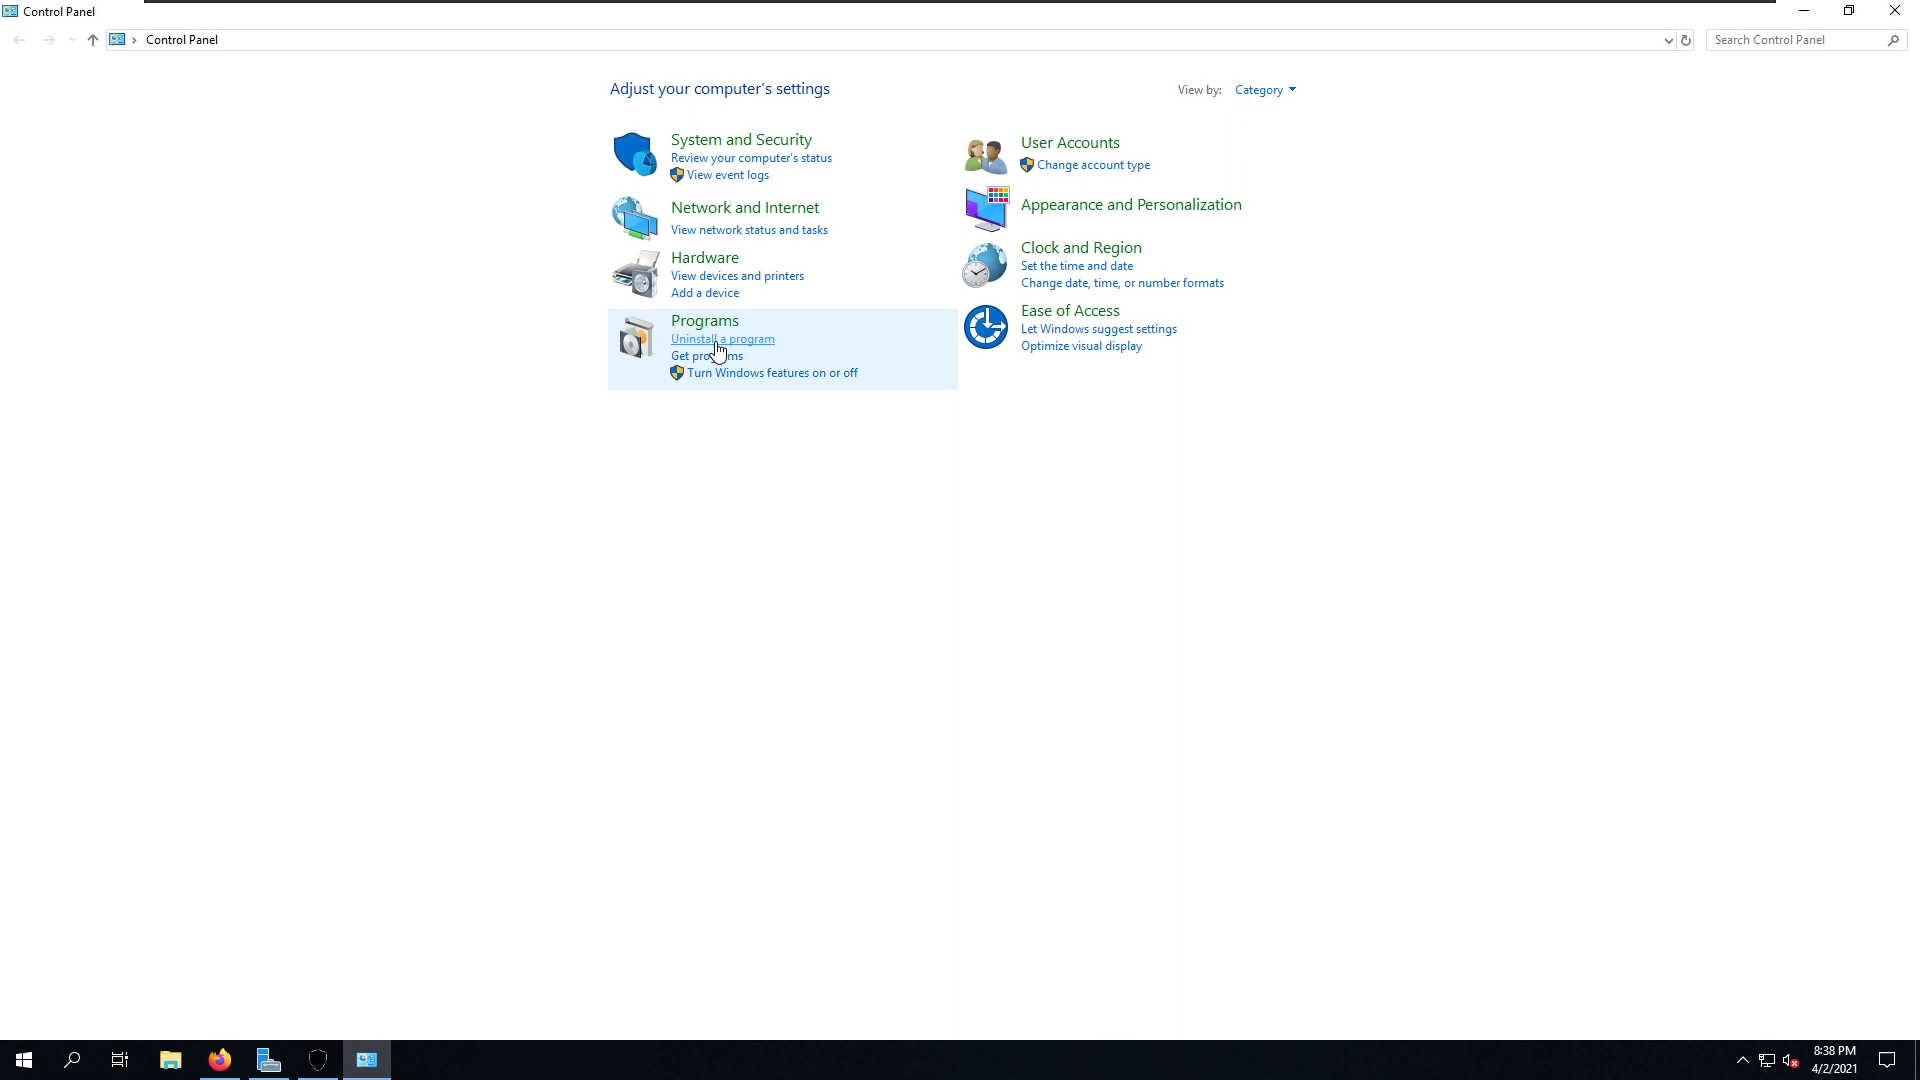 Control Panel
Control Panel
Search Control Panel
Adjust your computer's settings
View by: Category
System and Security
Review your computer's status
View event logs
Network and Internet
View network status and tasks
Hardware
View devices and printers
Add a device
Programs
Uninstall a program
Get programs
Turn Windows features on or off
User Accounts
Change account type
Appearance and Personalization
Clock and Region
Set the time and date
Change date, time, or number formats
Ease of Access
Let Windows suggest settings
Optimize visual display
8:38 PM
4/2/2021